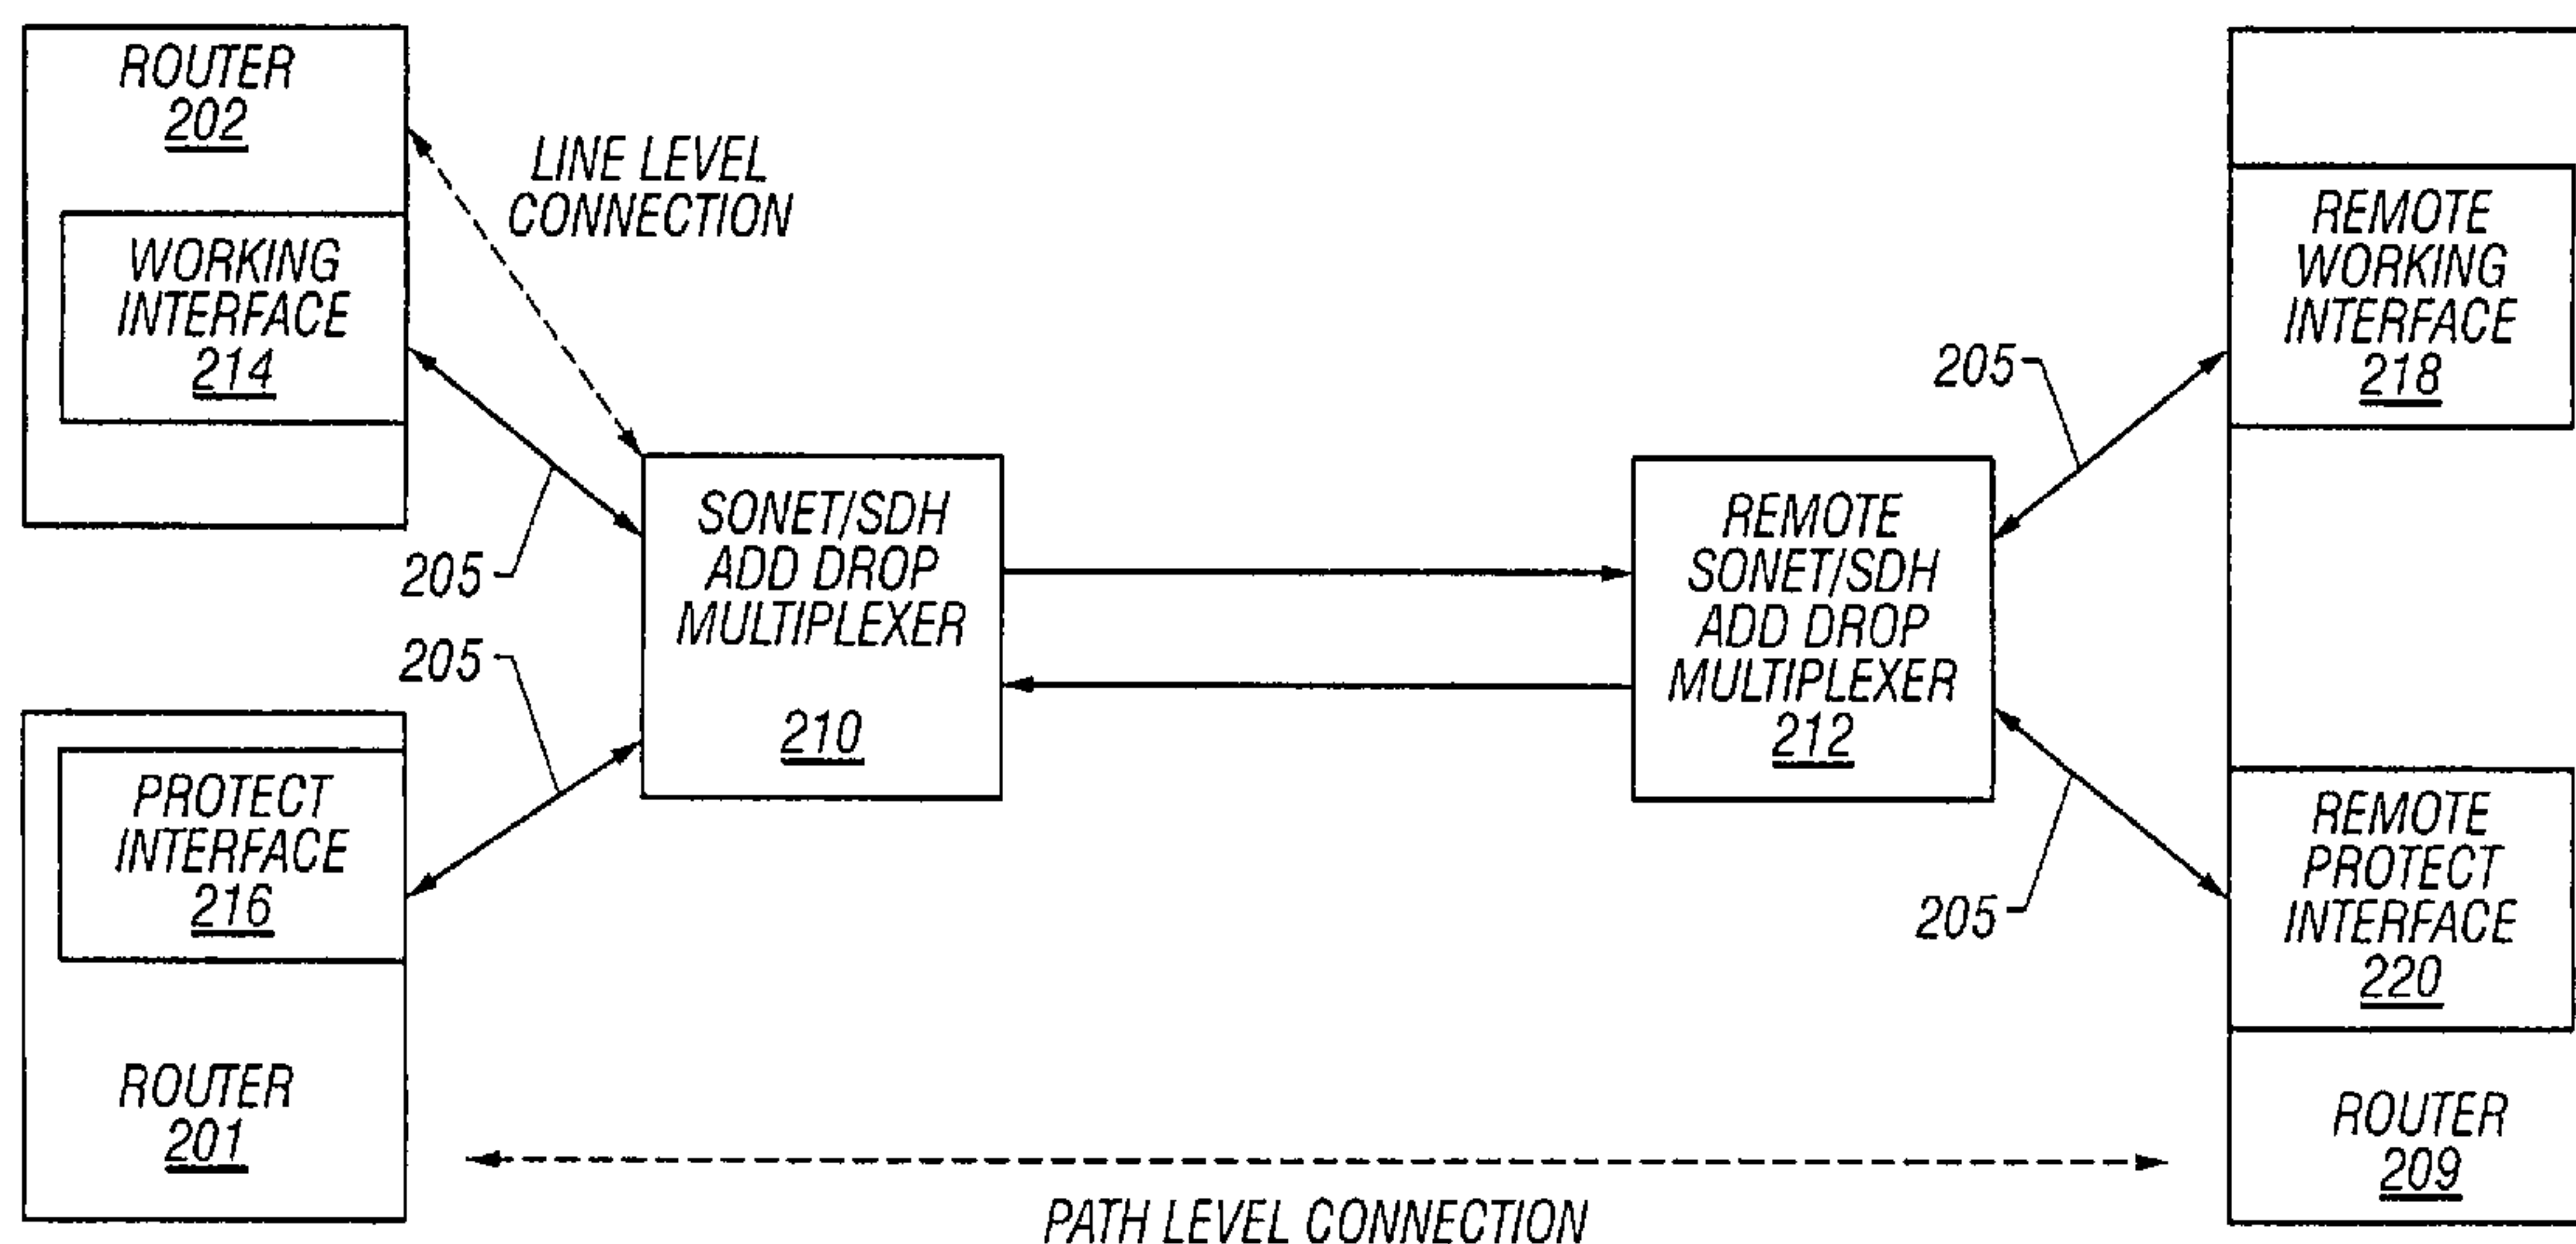 ROUTER
202
WORKING
INTERFACE
214
LINE LEVEL
CONNECTION
205
205
PROTECT
INTERFACE
216
ROUTER
201
SONET/SDH
ADD DROP
MULTIPLEXER
210
REMOTE
SONET/SDH
ADD DROP
MULTIPLEXER
212
205
205
REMOTE
WORKING
INTERFACE
218
REMOTE
PROTECT
INTERFACE
220
ROUTER
209
PATH LEVEL CONNECTION